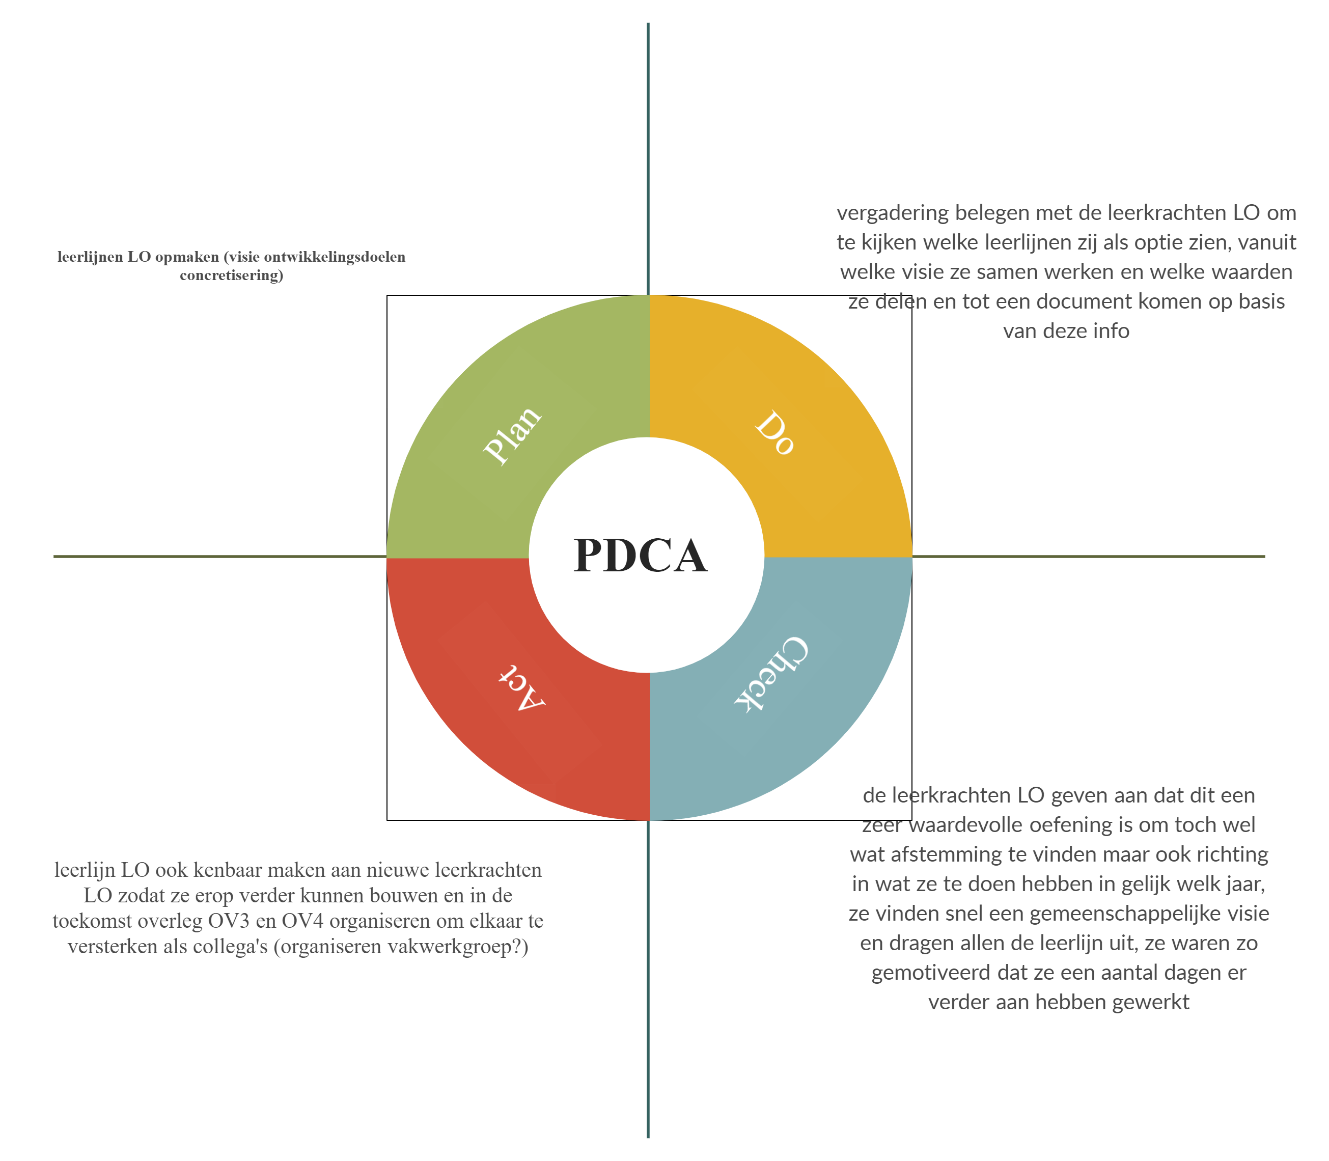 leerlijnen LO opmaken (visie ontwikkelingsdoelen
concretisering)
vergadering belegen met de leerkrachten LO om
te kijken welke leerlijnen zij als optie zien, vanuit
welke visie ze samen werken en welke waarden
ze delen en tot een document komen op basis
van deze info
Plan
Do
PDCA
Act
Check
de leerkrachten LO geven aan dat dit een
zeer waardevolle oefening is om toch wel
wat afstemming te vinden maar ook richting
in wat ze te doen hebben in gelijk welk jaar,
ze vinden snel een gemeenschappelijke visie
en dragen allen de leerlijn uit, ze waren zo
gemotiveerd dat ze een aantal dagen er
verder aan hebben gewerkt
leerlijn LO ook kenbaar maken aan nieuwe leerkrachten
LO zodat ze erop verder kunnen bouwen en in de
toekomst overleg OV3 en OV4 organiseren om elkaar te
versterken als collega's (organiseren vakwerkgroep?)